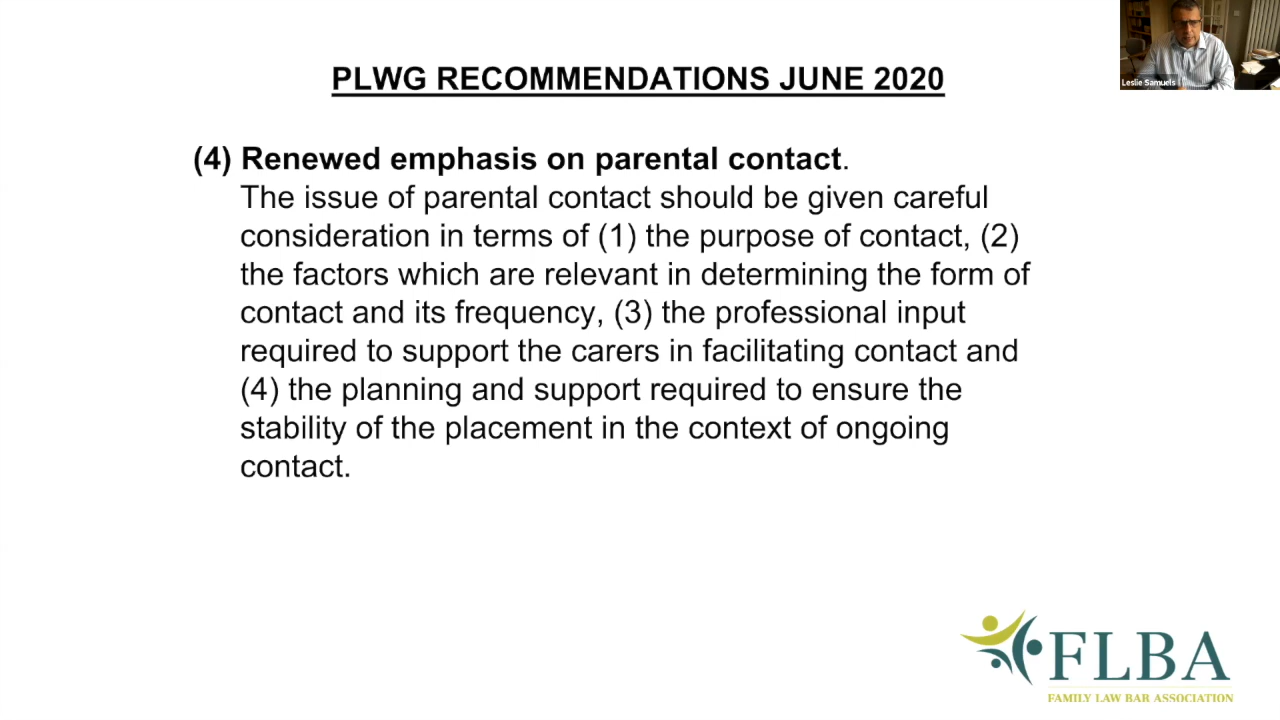 Leslie Samuels
PLWG RECOMMENDATIONS JUNE 2020
(4) Renewed emphasis on parental contact.
The issue of parental contact should be given careful
consideration in terms of (1) the purpose of contact, (2)
the factors which are relevant in determining the form of
contact and its frequency, (3) the professional input
required to support the carers in facilitating contact and
(4) the planning and support required to ensure the
stability of the placement in the context of ongoing
contact.
FLBA
FAMILY LAW BAR ASSOCIATION